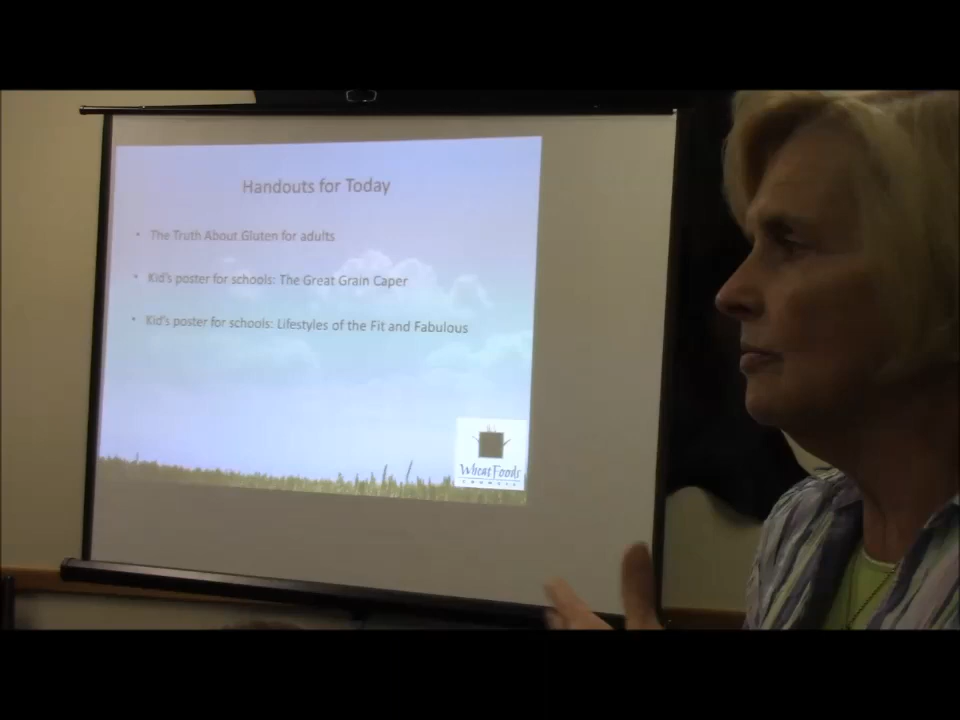 Handouts for Today
• The Truth About Gluten for adults
• Kid's poster for schools: The Great Grain Caper
• Kid's poster for schools: Lifestyles of the Fit and Fabulous
Wheat Foods
COUNCIL